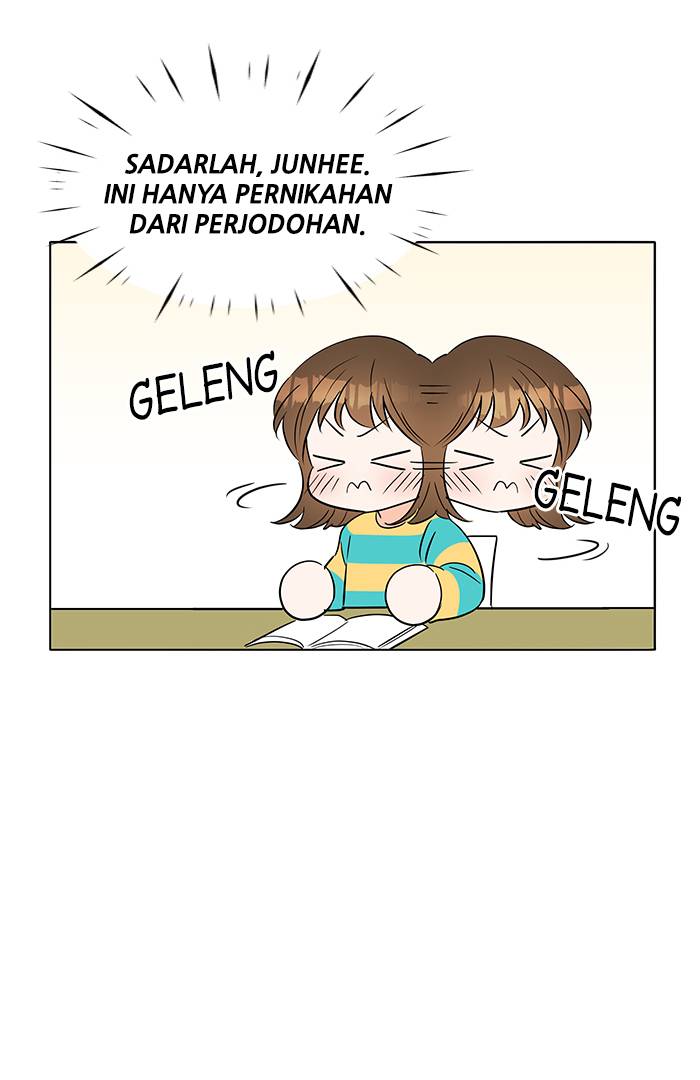 SADARLAH, JUNHEE.
INI HANYA PERNIKAHAN
DARI PERJODOHAN.
GELENG
GELENG